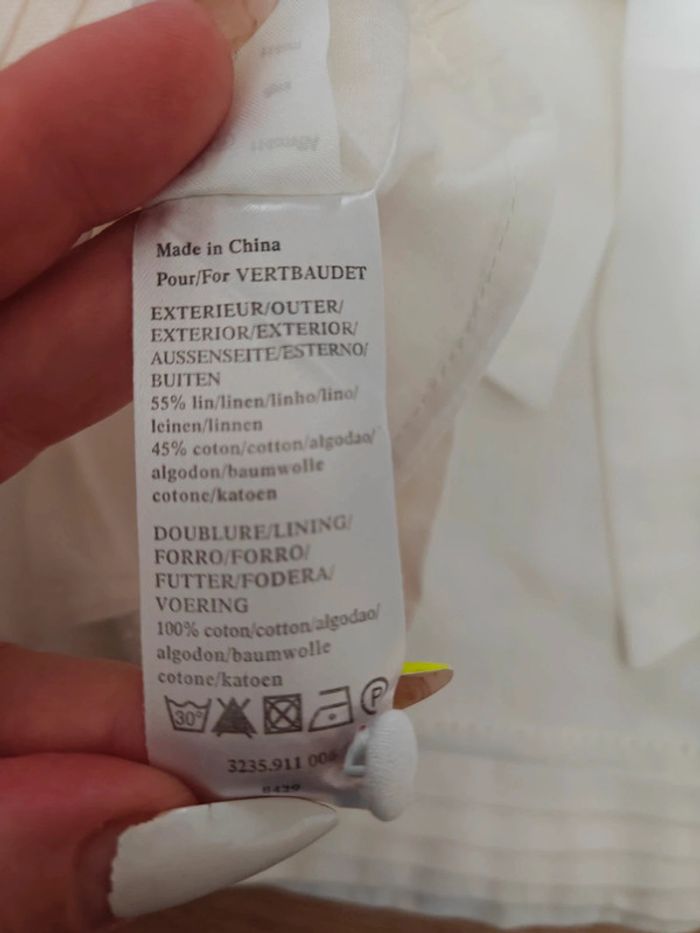 Made in China
Pour/For VERTBAUDET
EXTERIEUR/OUTER/
EXTERIOR/EXTERIOR/
AUSSENSEITE/ESTERNO/
BUITEN
55% lin/linen/linho/lino/
leinen/linnen
45% coton/cotton/algodao/
algodon/baumwolle
cotone/katoen
DOUBLURE/LINING/
FORRO/FORRO/
FUTTER/FODERA/
VOERING
100% coton/cotton/algodao/
algodon/baumwolle
cotone/katoen
30° P
3235.911